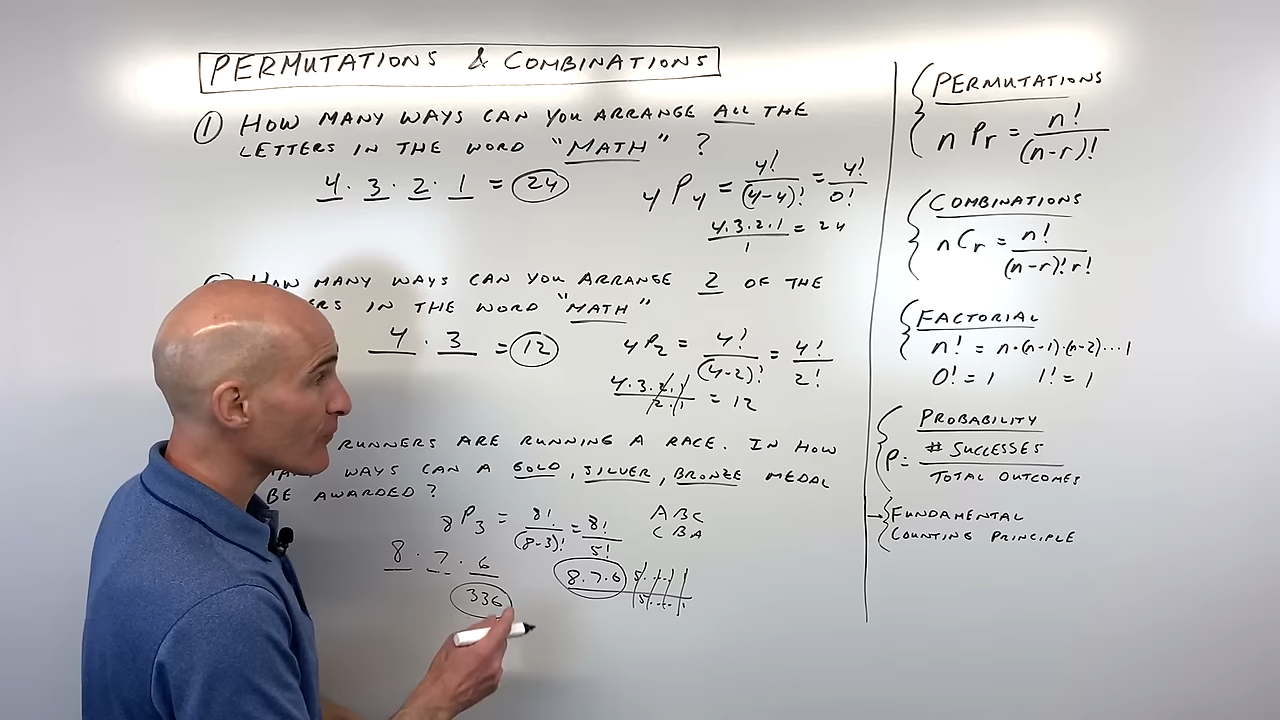 PERMUTATIONS & COMBINATIONS
① HOW MANY WAYS CAN YOU ARRANGE ALL THE
LETTERS IN THE WORD "MATH" ?
4 · 3 · 2 · 1 = 24
4P4 = 4!/(4-4)! = 4!/0!
4·3·2·1/1 = 24
HOW MANY WAYS CAN YOU ARRANGE 2 OF THE
IN THE WORD "MATH"
4 · 3 = 12
4P2 = 4!/(4-2)! = 4!/2!
4·3·2·1/2·1 = 12
RUNNERS ARE RUNNING A RACE. IN HOW
WAYS CAN A GOLD, SILVER, BRONZE MEDAL
BE AWARDED?
8P3 = 8!/(8-3)! = 8!/5!
ABC
CBA
8 · 7 · 6
336
8·7·6
PERMUTATIONS
nPr = n!/(n-r)!
COMBINATIONS
nCr = n!/(n-r)!r!
FACTORIAL
n! = n·(n-1)·(n-2)···1
0! = 1 1! = 1
PROBABILITY
P = # SUCCESSES/TOTAL OUTCOMES
→ FUNDAMENTAL
COUNTING PRINCIPLE